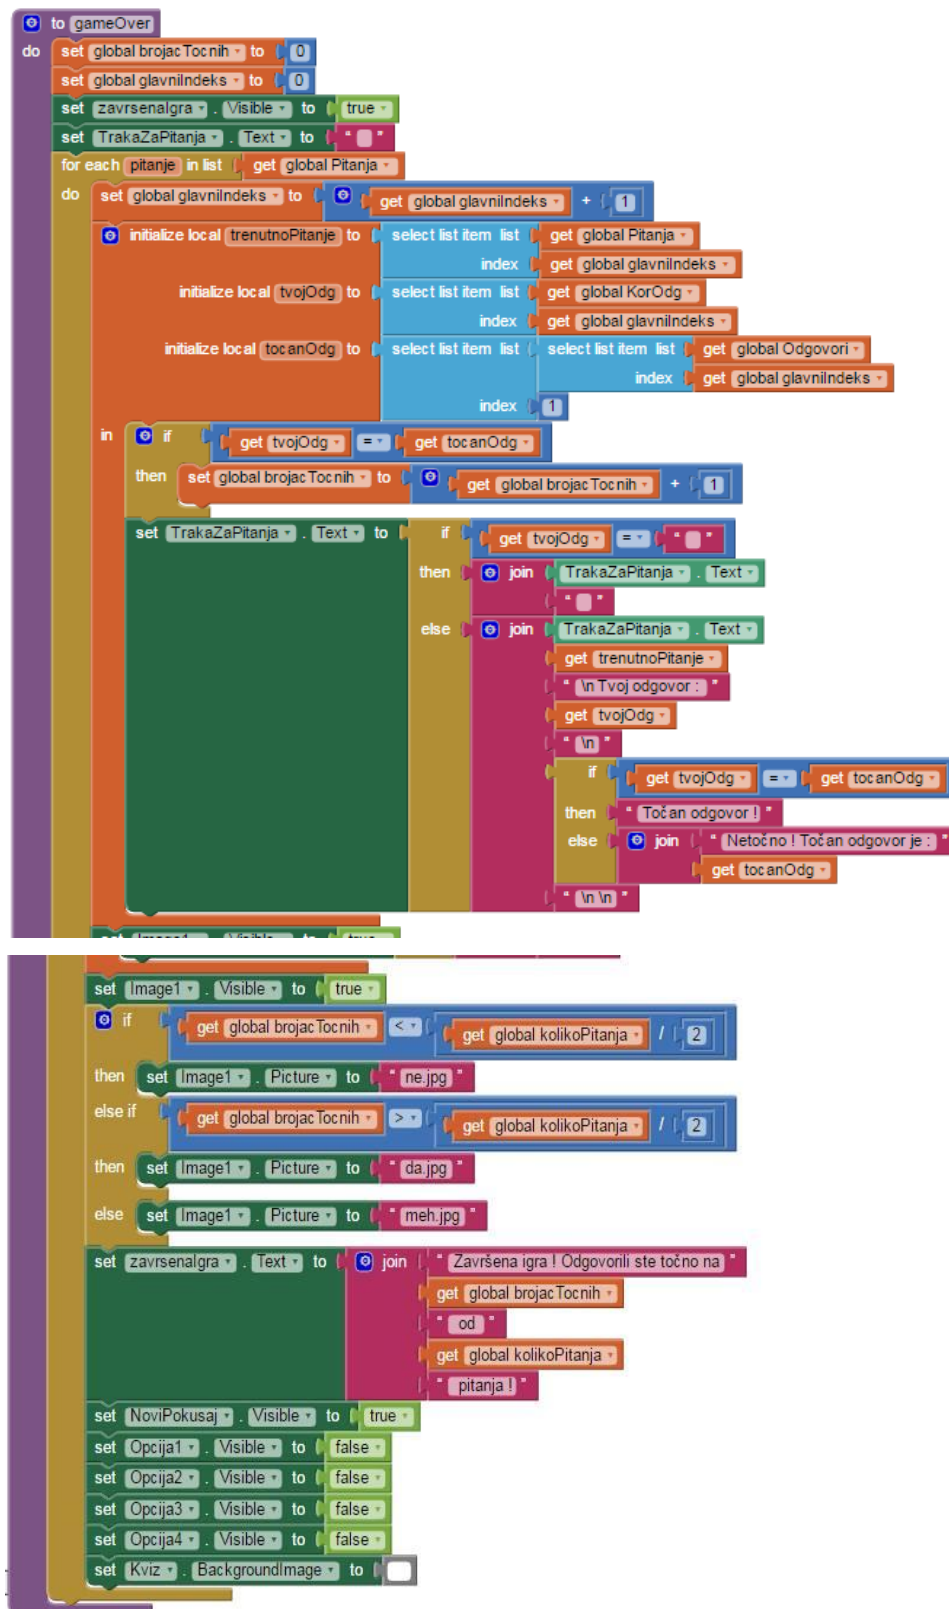 to gameOver
do set global brojacTocnih to 0
set global glavniIndeks to 0
set zavrsenaIgra . Visible to true
set TrakaZaPitanja . Text to " "
for each pitanje in list get global Pitanja
do set global glavniIndeks to get global glavniIndeks + 1
initialize local trenutnoPitanje to select list item list get global Pitanja
index get global glavniIndeks
initialize local tvojOdg to select list item list get global KorOdg
index get global glavniIndeks
initialize local tocanOdg to select list item list select list item list get global Odgovori
index get global glavniIndeks
index 1
in if get tvojOdg = get tocanOdg
then set global brojacTocnih to get global brojacTocnih + 1
set TrakaZaPitanja . Text to if get tvojOdg = " "
then join TrakaZaPitanja . Text
" "
else join TrakaZaPitanja . Text
get trenutnoPitanje
" \n Tvoj odgovor : "
get tvojOdg
" \n "
if get tvojOdg = get tocanOdg
then " Točan odgovor ! "
else join " Netočno ! Točan odgovor je : "
get tocanOdg
" \n \n "
set Image1 . Visible to true
set Image1 . Visible to true
if get global brojacTocnih < get global kolikoPitanja / 2
then set Image1 . Picture to " ne.jpg "
else if get global brojacTocnih > get global kolikoPitanja / 2
then set Image1 . Picture to " da.jpg "
else set Image1 . Picture to " meh.jpg "
set zavrsenaIgra . Text to join " Završena igra ! Odgovorili ste točno na "
get global brojacTocnih
" od "
get global kolikoPitanja
" pitanja ! "
set NoviPokusaj . Visible to true
set Opcija1 . Visible to false
set Opcija2 . Visible to false
set Opcija3 . Visible to false
set Opcija4 . Visible to false
set Kviz . BackgroundImage to